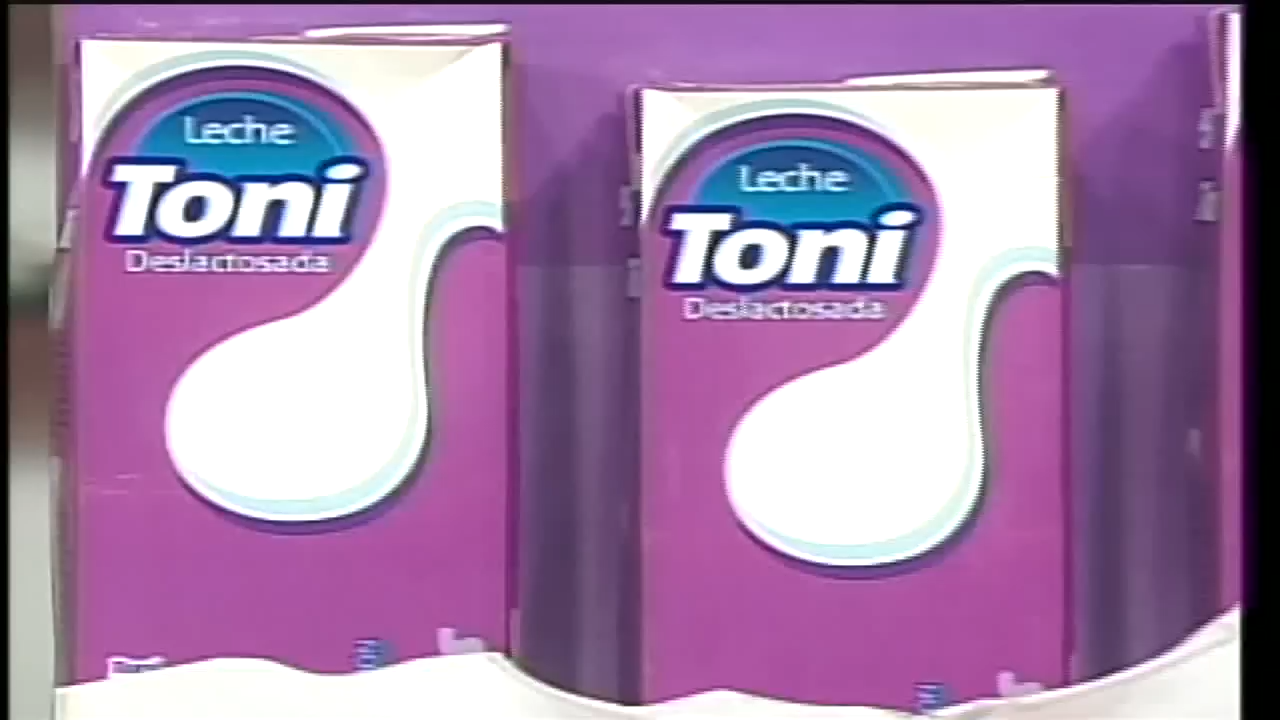 Leche
Toni
Deslactosada
Leche
Toni
Deslactosada